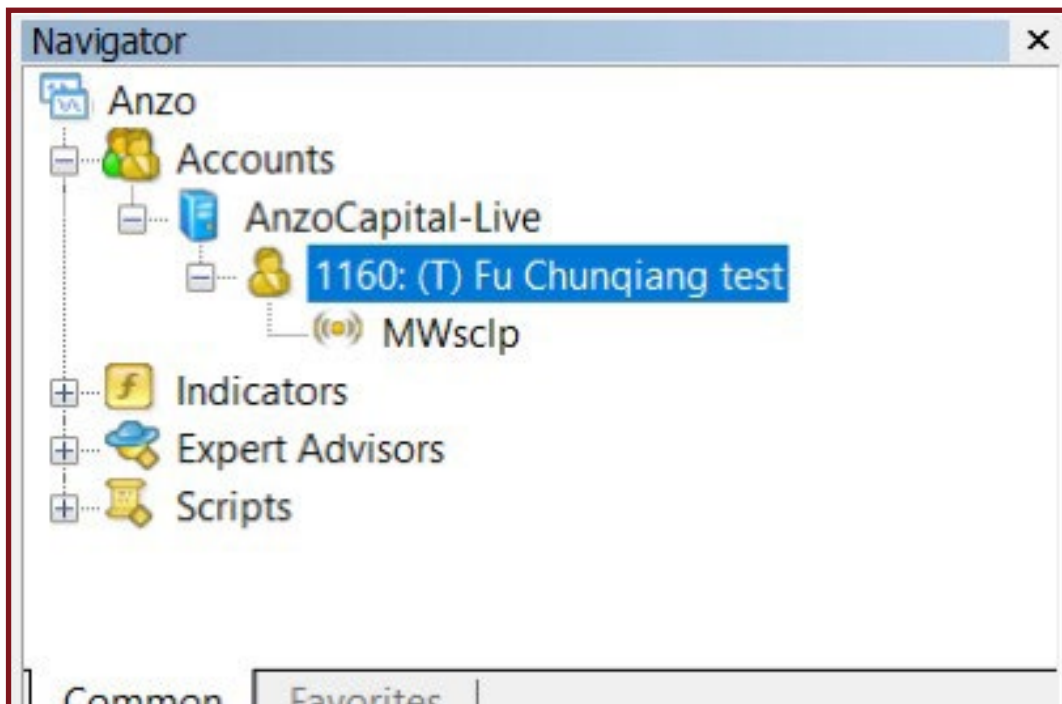 Navigator
Anzo
Accounts
AnzoCapital-Live
1160: (T) Fu Chunqiang test
MWsclp
Indicators
Expert Advisors
Scripts
Common Favorites